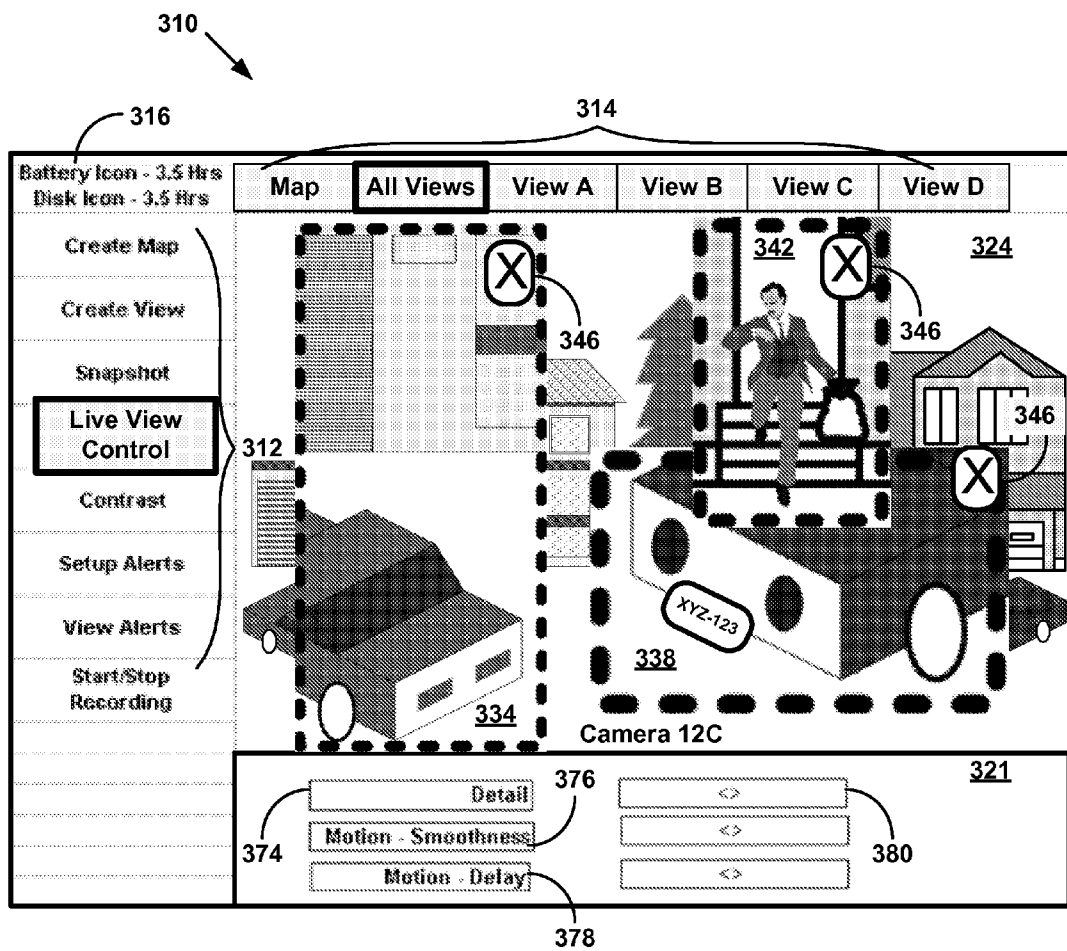 310
316
314
Battery Icon - 3.5 Hrs
Disk Icon - 3.5 Hrs
Map
All Views
View A
View B
View C
View D
Create Map
Create View
Snapshot
Live View
Control
Contrast
Setup Alerts
View Alerts
Start/Stop
Recording
312
X
346
342
X
346
324
346
X
XYZ-123
338
334
Camera 12C
321
374
Detail
376
<>
380
Motion - Smoothness
<>
Motion - Delay
<>
378